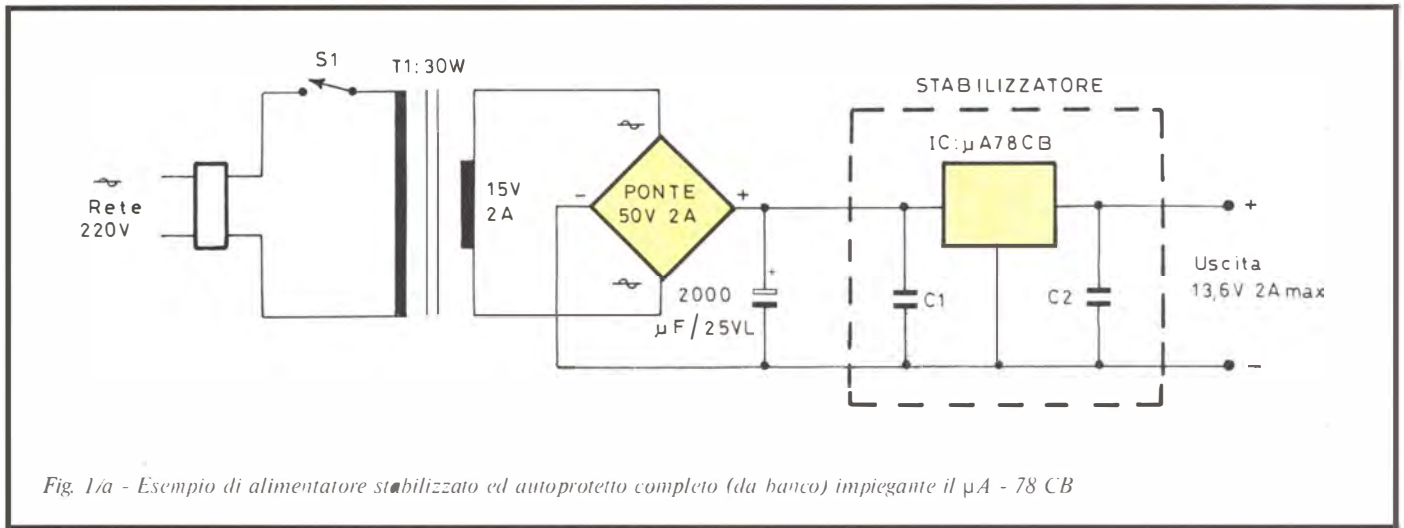 S1
T1:30W
STABILIZZATORE
IC:µA78CB
Rete
220V
15V
2A
-
PONTE
50V 2A
+
+
2000
µF/25VL
C1
C2
+
Uscita
13,6V 2A max
-
Fig. 1/a - Esempio di alimentatore stabilizzato ed autoprotetto completo (da banco) impiegante il µA - 78 CB